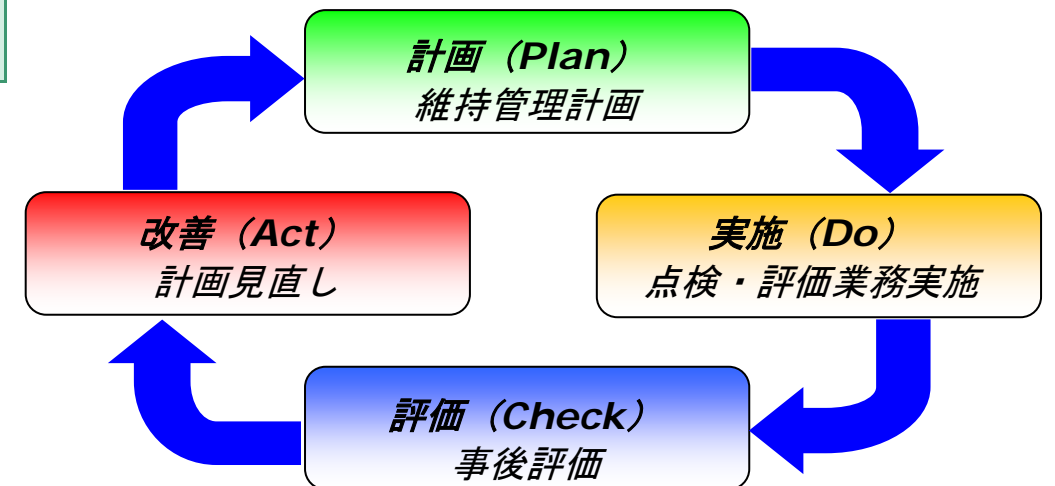 計画（Plan）
維持管理計画
実施（Do）
点検・評価業務実施
評価（Check）
事後評価
改善（Act）
計画見直し